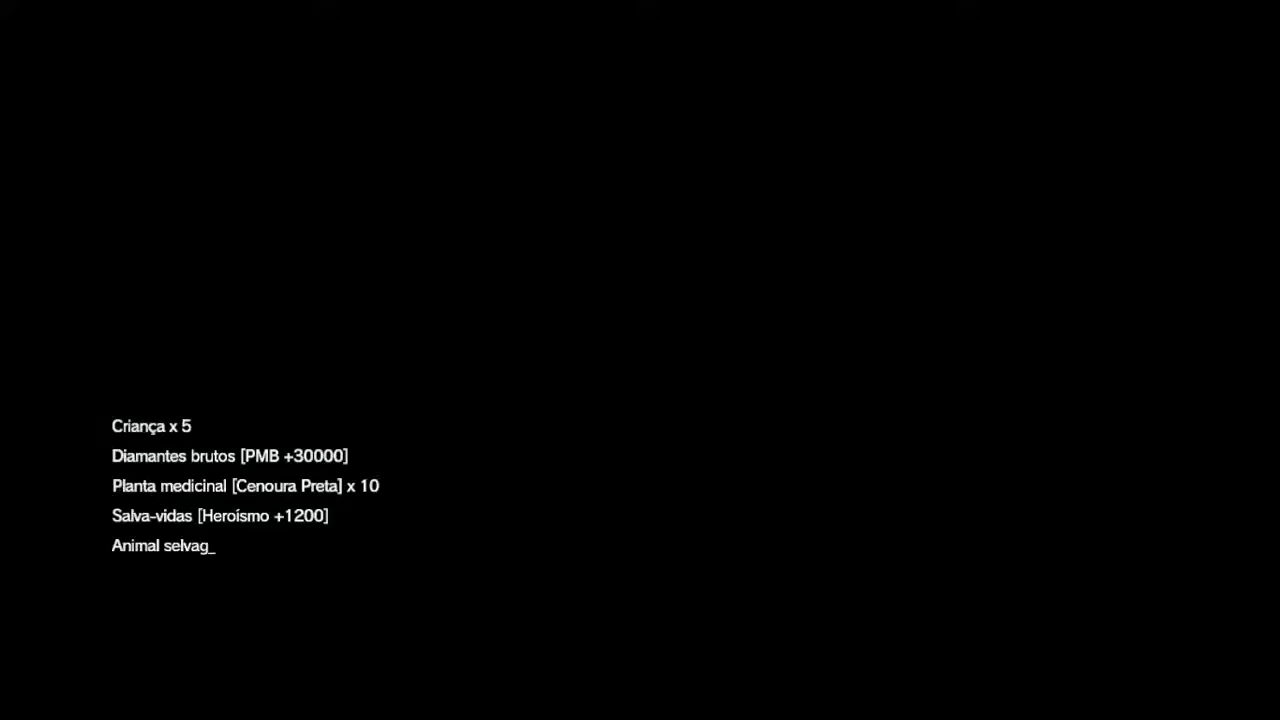 Criança x 5
Diamantes brutos [PMB +30000]
Planta medicinal [Cenoura Preta] x 10
Salva-vidas [Heroísmo +1200]
Animal selvag_